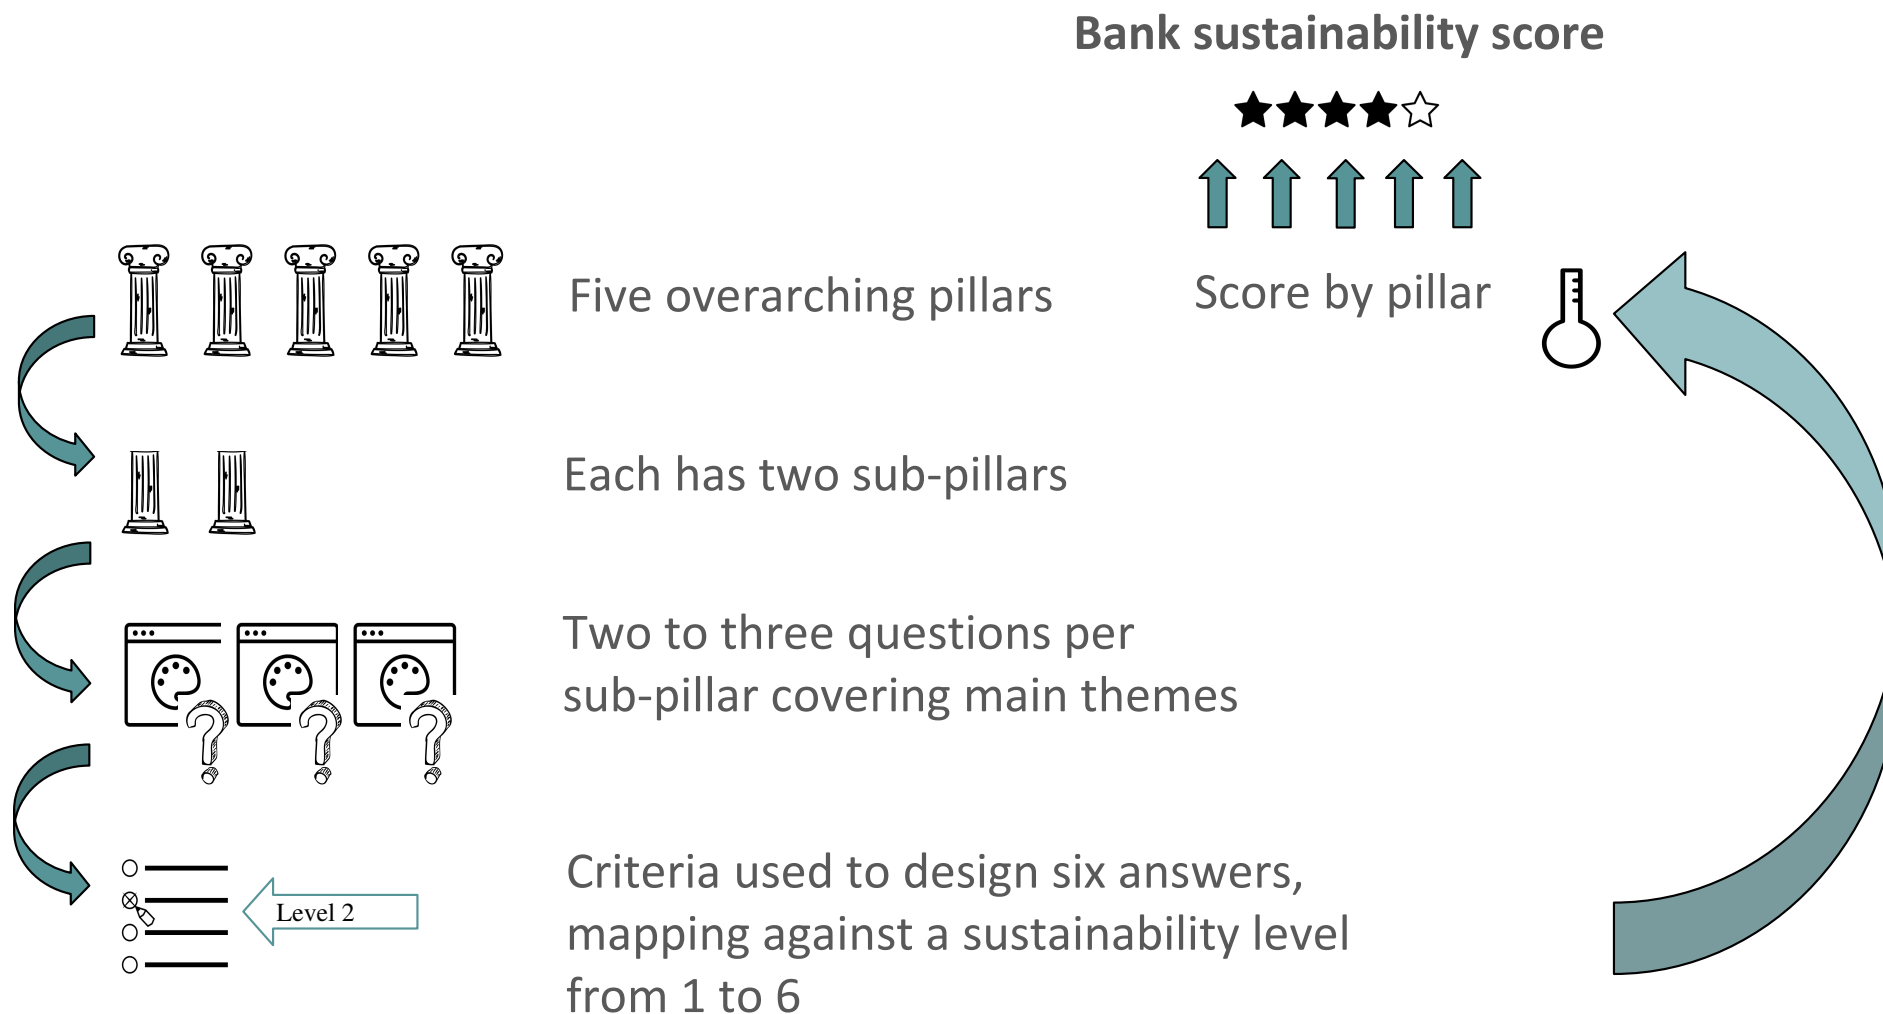 Bank sustainability score
Five overarching pillars
Score by pillar
Each has two sub-pillars
Two to three questions per
sub-pillar covering main themes
Level 2
Criteria used to design six answers,
mapping against a sustainability level
from 1 to 6